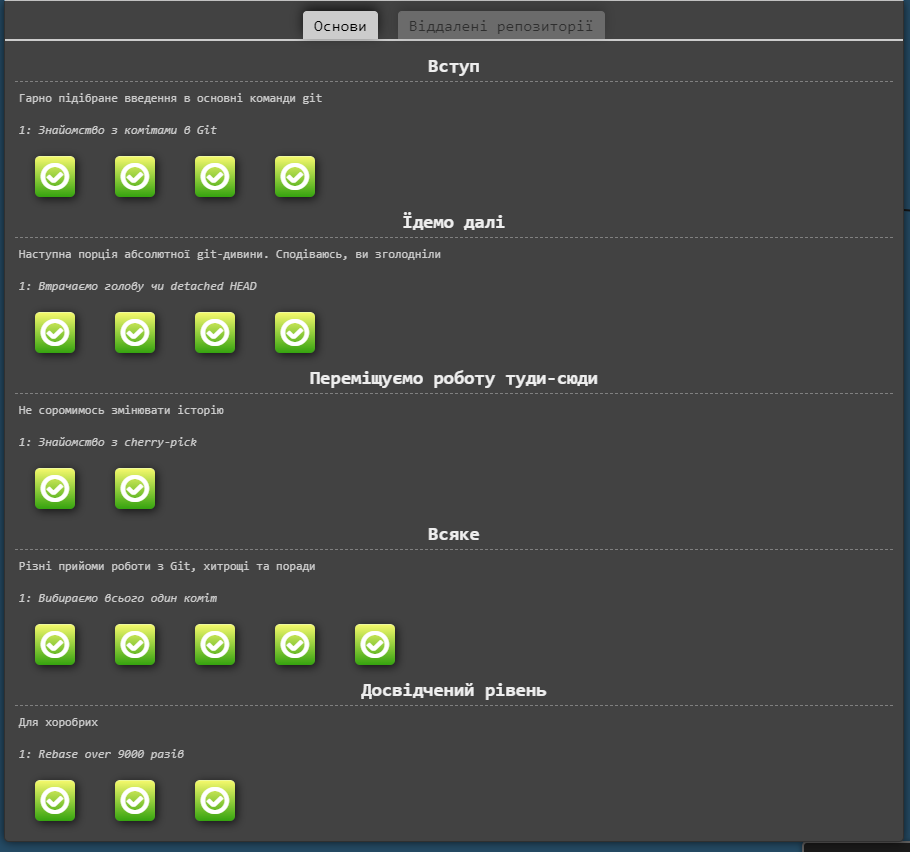 Основи Віддалені репозиторії
Вступ
Гарно підібране введення в основні команди git
1: Знайомство з комітами в Git
Їдемо далі
Наступна порція абсолютної git-дивини. Сподіваюсь, ви зголодніли
1: Втрачаємо голову чи detached HEAD
Переміщуємо роботу туди-сюди
Не соромимось змінювати історію
1: Знайомство з cherry-pick
Всяке
Різні прийоми роботи з Git, хитрощі та поради
1: Вибираємо всього один коміт
Досвідчений рівень
Для хоробрих
1: Rebase over 9000 разів